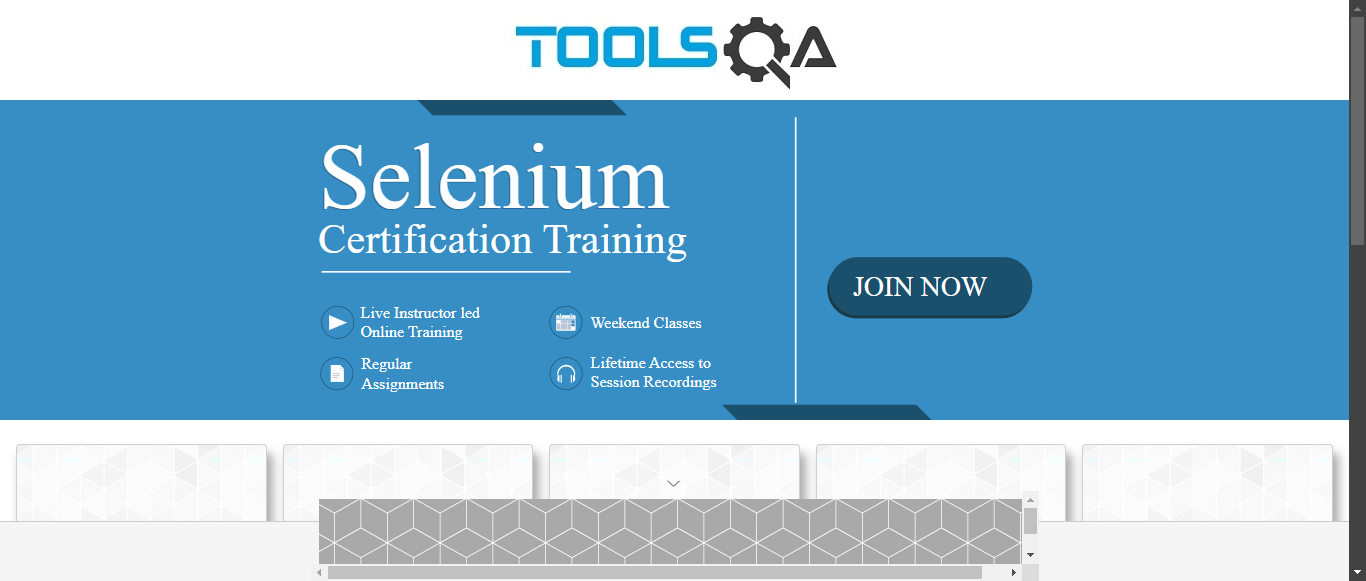 TOOLSQA
Selenium
Certification Training
Live Instructor led
Online Training
Weekend Classes
Regular
Assignments
Lifetime Access to
Session Recordings
JOIN NOW